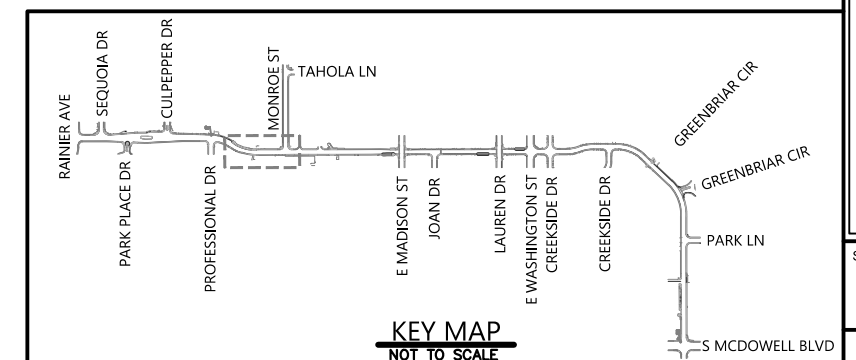 RAINIER AVE
SEQUOIA DR
CULPEPPER DR
MONROE ST
TAHOLA LN
GREENBRIAR CIR
PARK PLACE DR
PROFESSIONAL DR
E MADISON ST
JOAN DR
LAUREN DR
E WASHINGTON ST
CREEKSIDE DR
CREEKSIDE DR
GREENBRIAR CIR
PARK LN
S MCDOWELL BLVD
KEY MAP
NOT TO SCALE
S